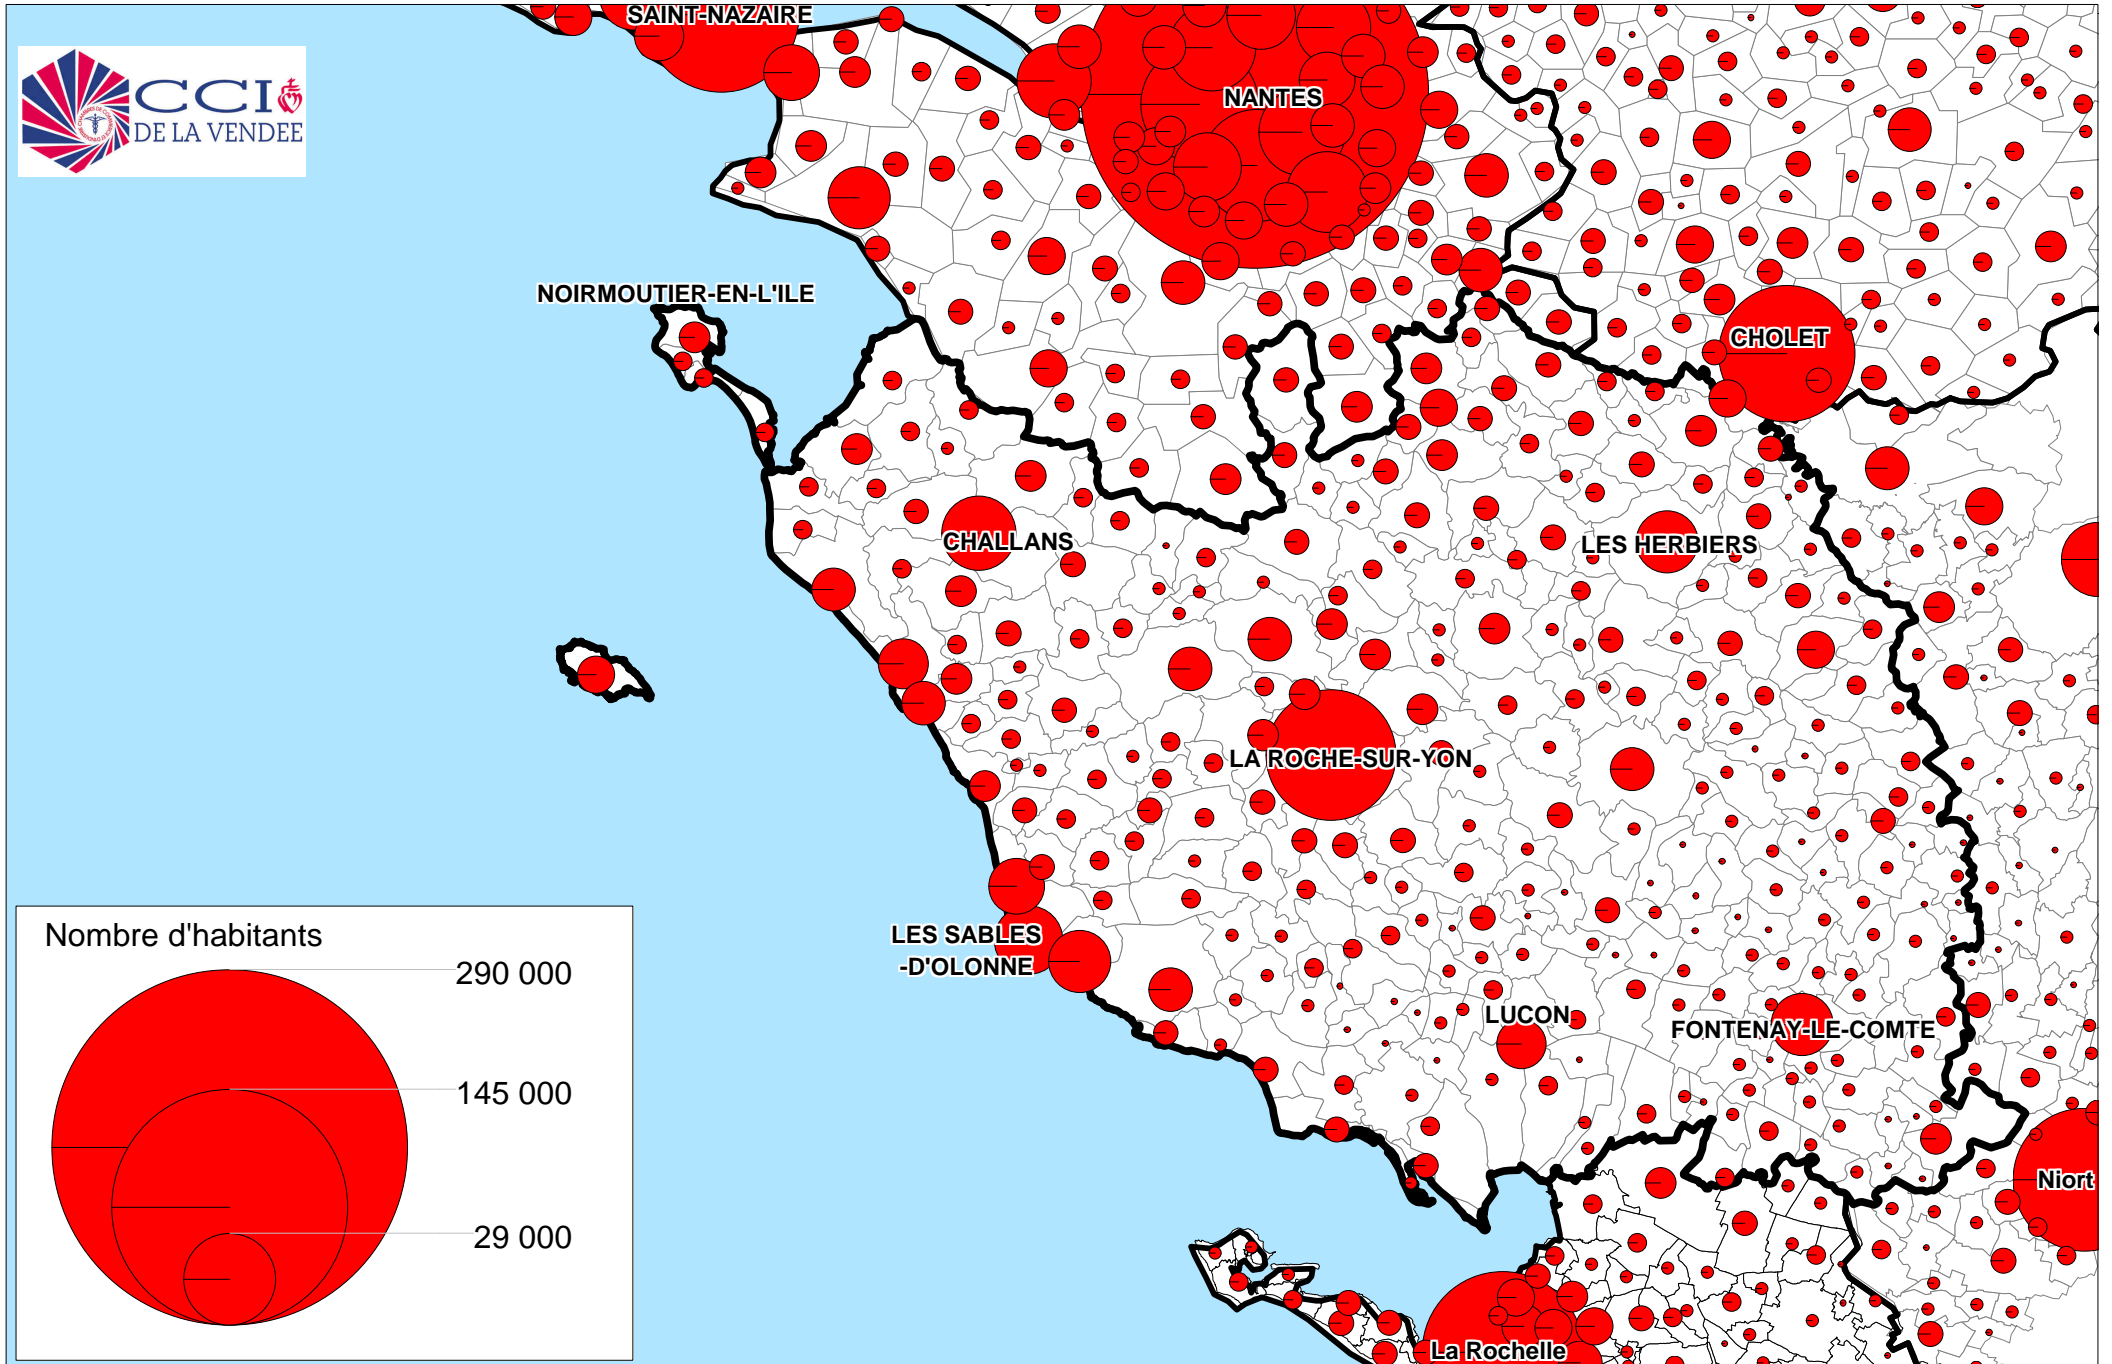 SAINT-NAZAIRE
CCI
DE LA VENDEE
NANTES
NOIRMOUTIER-EN-L'ILE
CHOLET
CHALLANS
LES HERBIERS
LA ROCHE-SUR-YON
LES SABLES
-D'OLONNE
LUCON
FONTENAY-LE-COMTE
Niort
La Rochelle
Nombre d'habitants
290 000
145 000
29 000